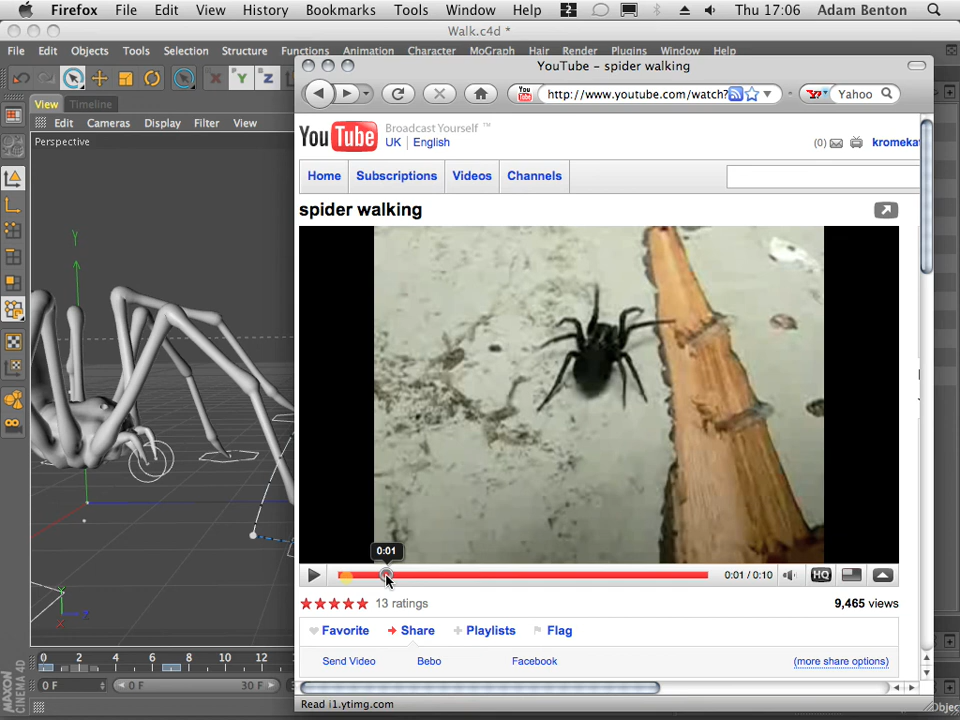 Firefox File Edit View History Bookmarks Tools Window Help Thu 17:06 Adam Benton
Walk.c4d *
File Edit Objects Tools Selection Structure Functions Animation Character MoGraph Hair Render Plugins Window Help
YouTube – spider walking
X Y Z
http://www.youtube.com/watch? Yahoo
View Timeline
Edit Cameras Display Filter View
Perspective
YouTube Broadcast Yourself ™
UK English
(0) kromeka
Home Subscriptions Videos Channels
spider walking
Y
0:01
0:01 / 0:10 HQ
13 ratings 9,465 views
Favorite Share Playlists Flag
Send Video Bebo Facebook (more share options)
X Z
0 2 4 6 8 10 12
0 F 0 F 30 F
MAXON CINEMA 4D
Read i1.ytimg.com
Object